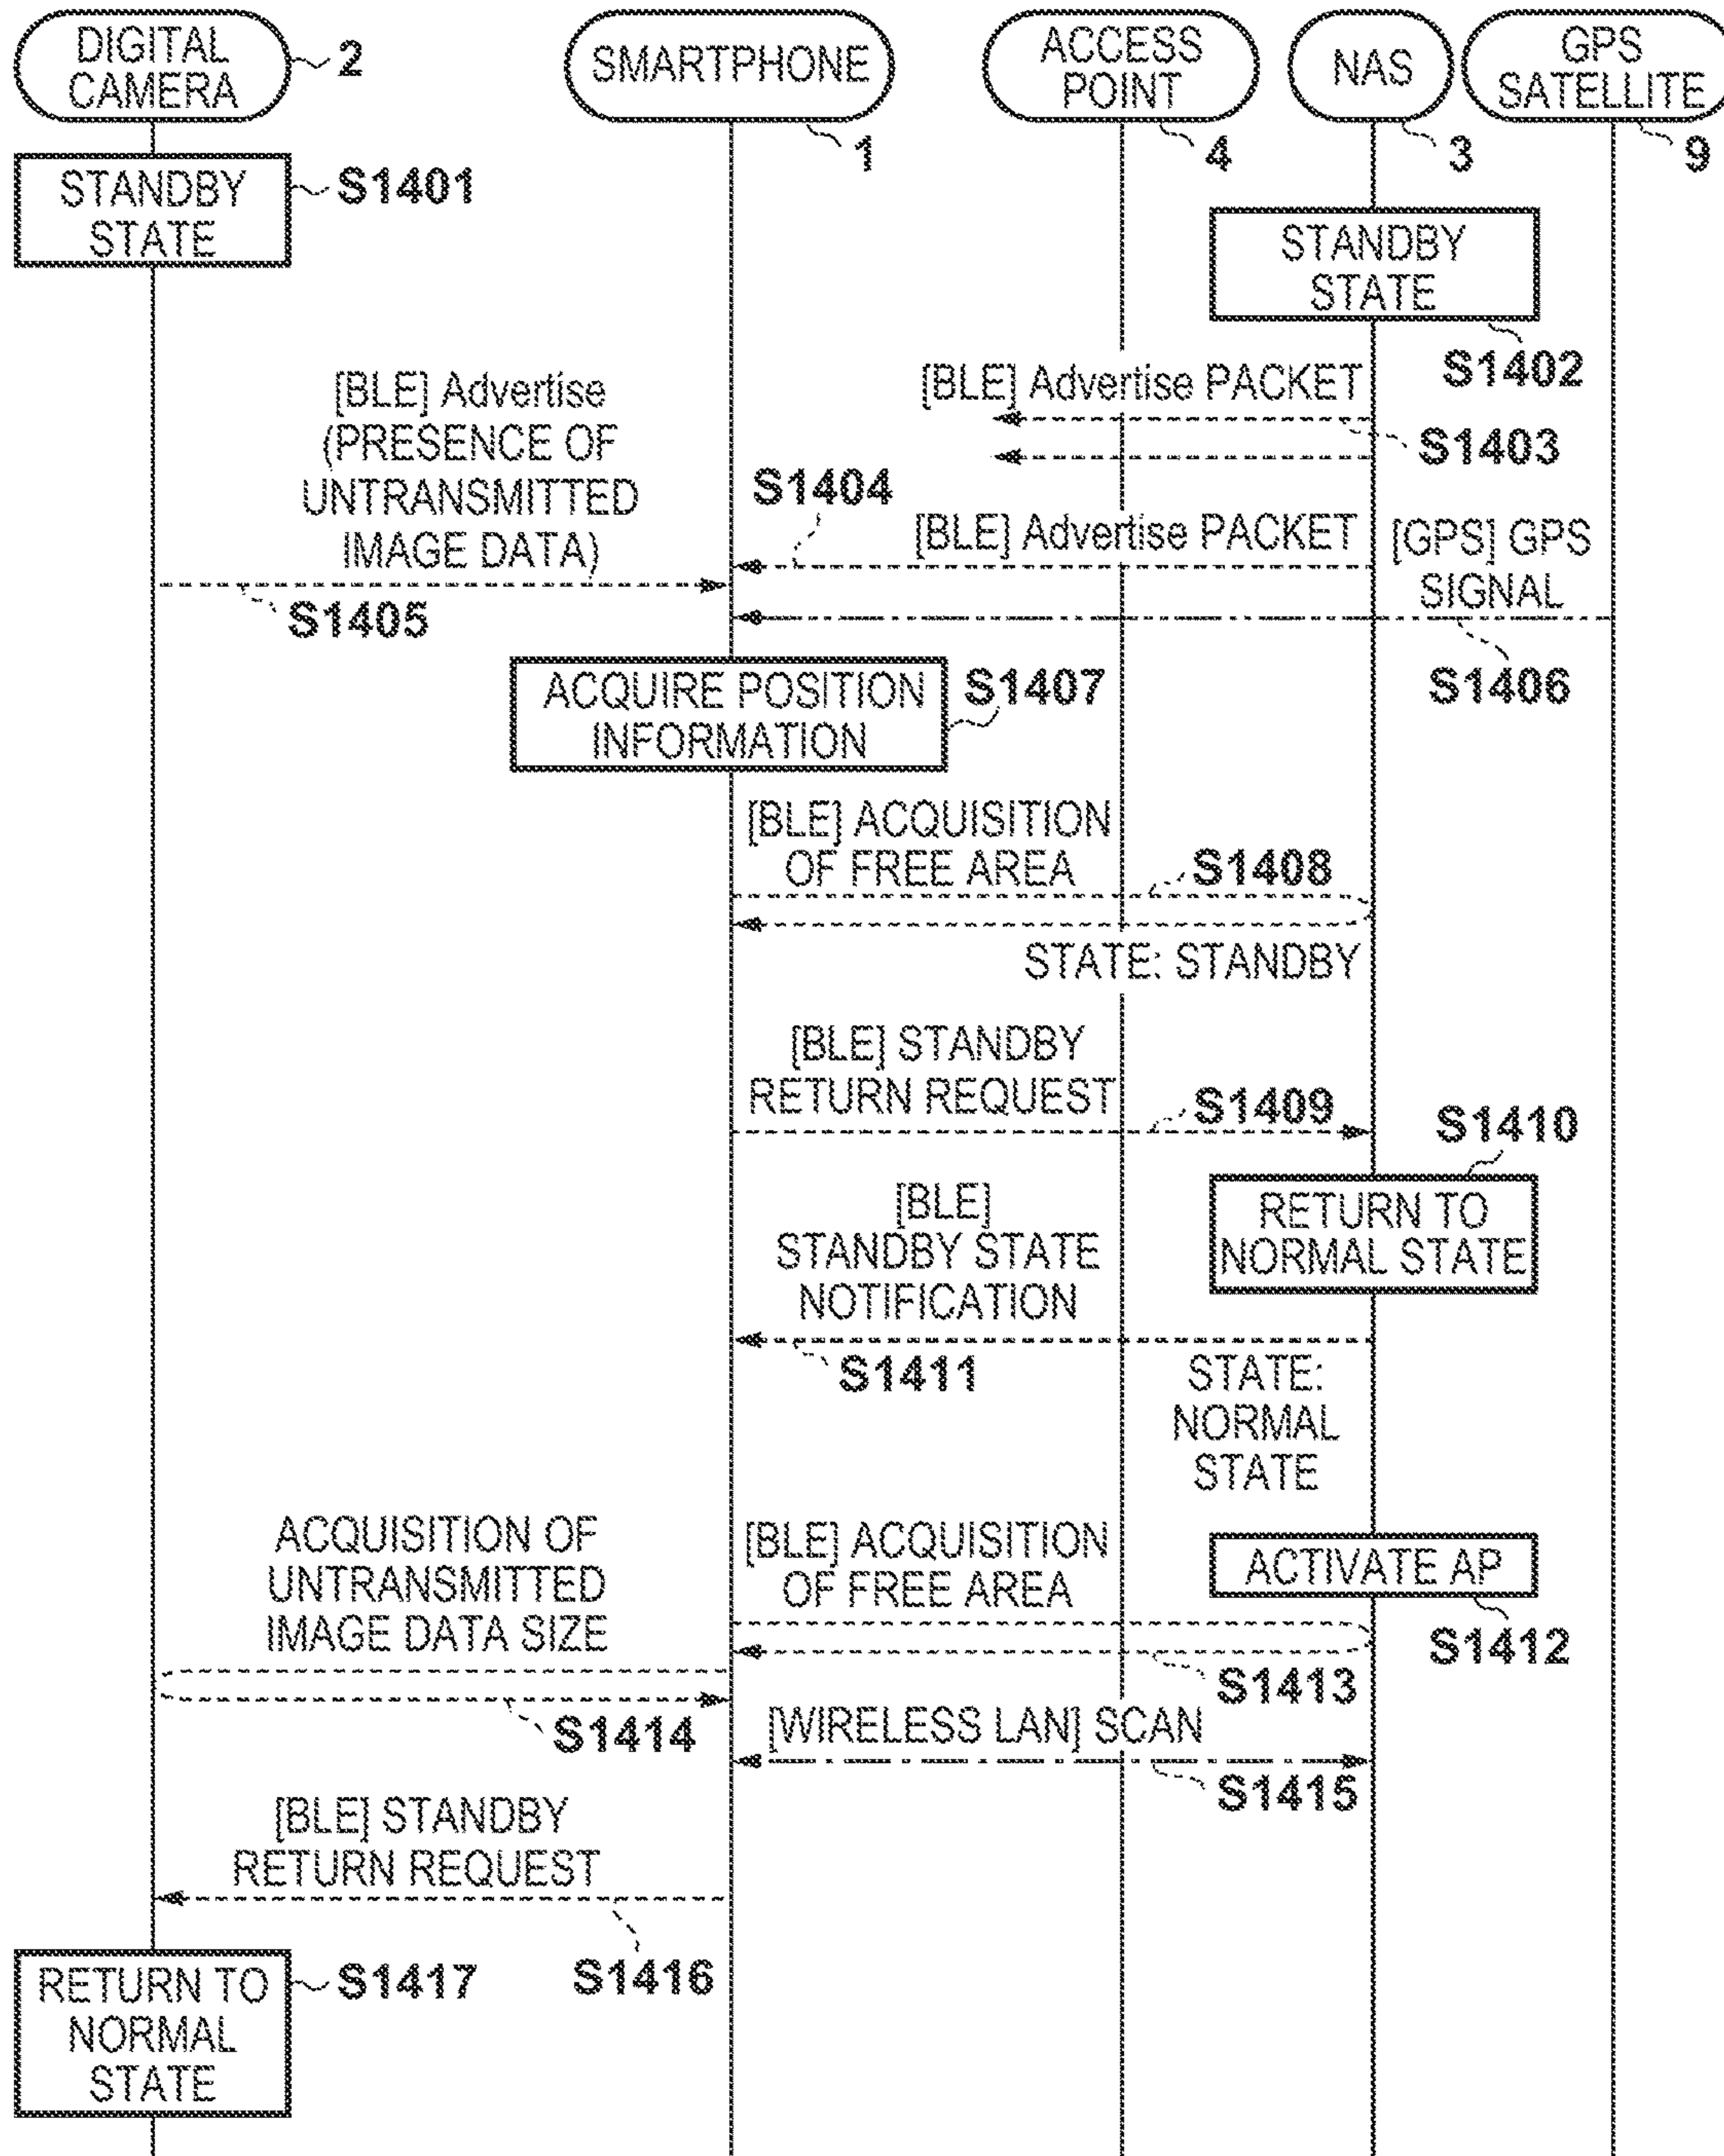 DIGITAL
CAMERA
2
SMARTPHONE
1
ACCESS
POINT
4
NAS
3
GPS
SATELLITE
9
STANDBY
STATE
S1401
STANDBY
STATE
S1402
[BLE] Advertise PACKET
S1403
[BLE] Advertise
(PRESENCE OF
UNTRANSMITTED
IMAGE DATA)
S1405
S1404
[BLE] Advertise PACKET
[GPS] GPS
SIGNAL
S1406
ACQUIRE POSITION
INFORMATION
S1407
[BLE] ACQUISITION
OF FREE AREA
S1408
STATE: STANDBY
[BLE] STANDBY
RETURN REQUEST
S1409
S1410
RETURN TO
NORMAL STATE
[BLE]
STANDBY STATE
NOTIFICATION
S1411
STATE:
NORMAL
STATE
ACTIVATE AP
S1412
[BLE] ACQUISITION
OF FREE AREA
S1413
ACQUISITION OF
UNTRANSMITTED
IMAGE DATA SIZE
S1414
[WIRELESS LAN] SCAN
S1415
[BLE] STANDBY
RETURN REQUEST
S1416
RETURN TO
NORMAL
STATE
S1417